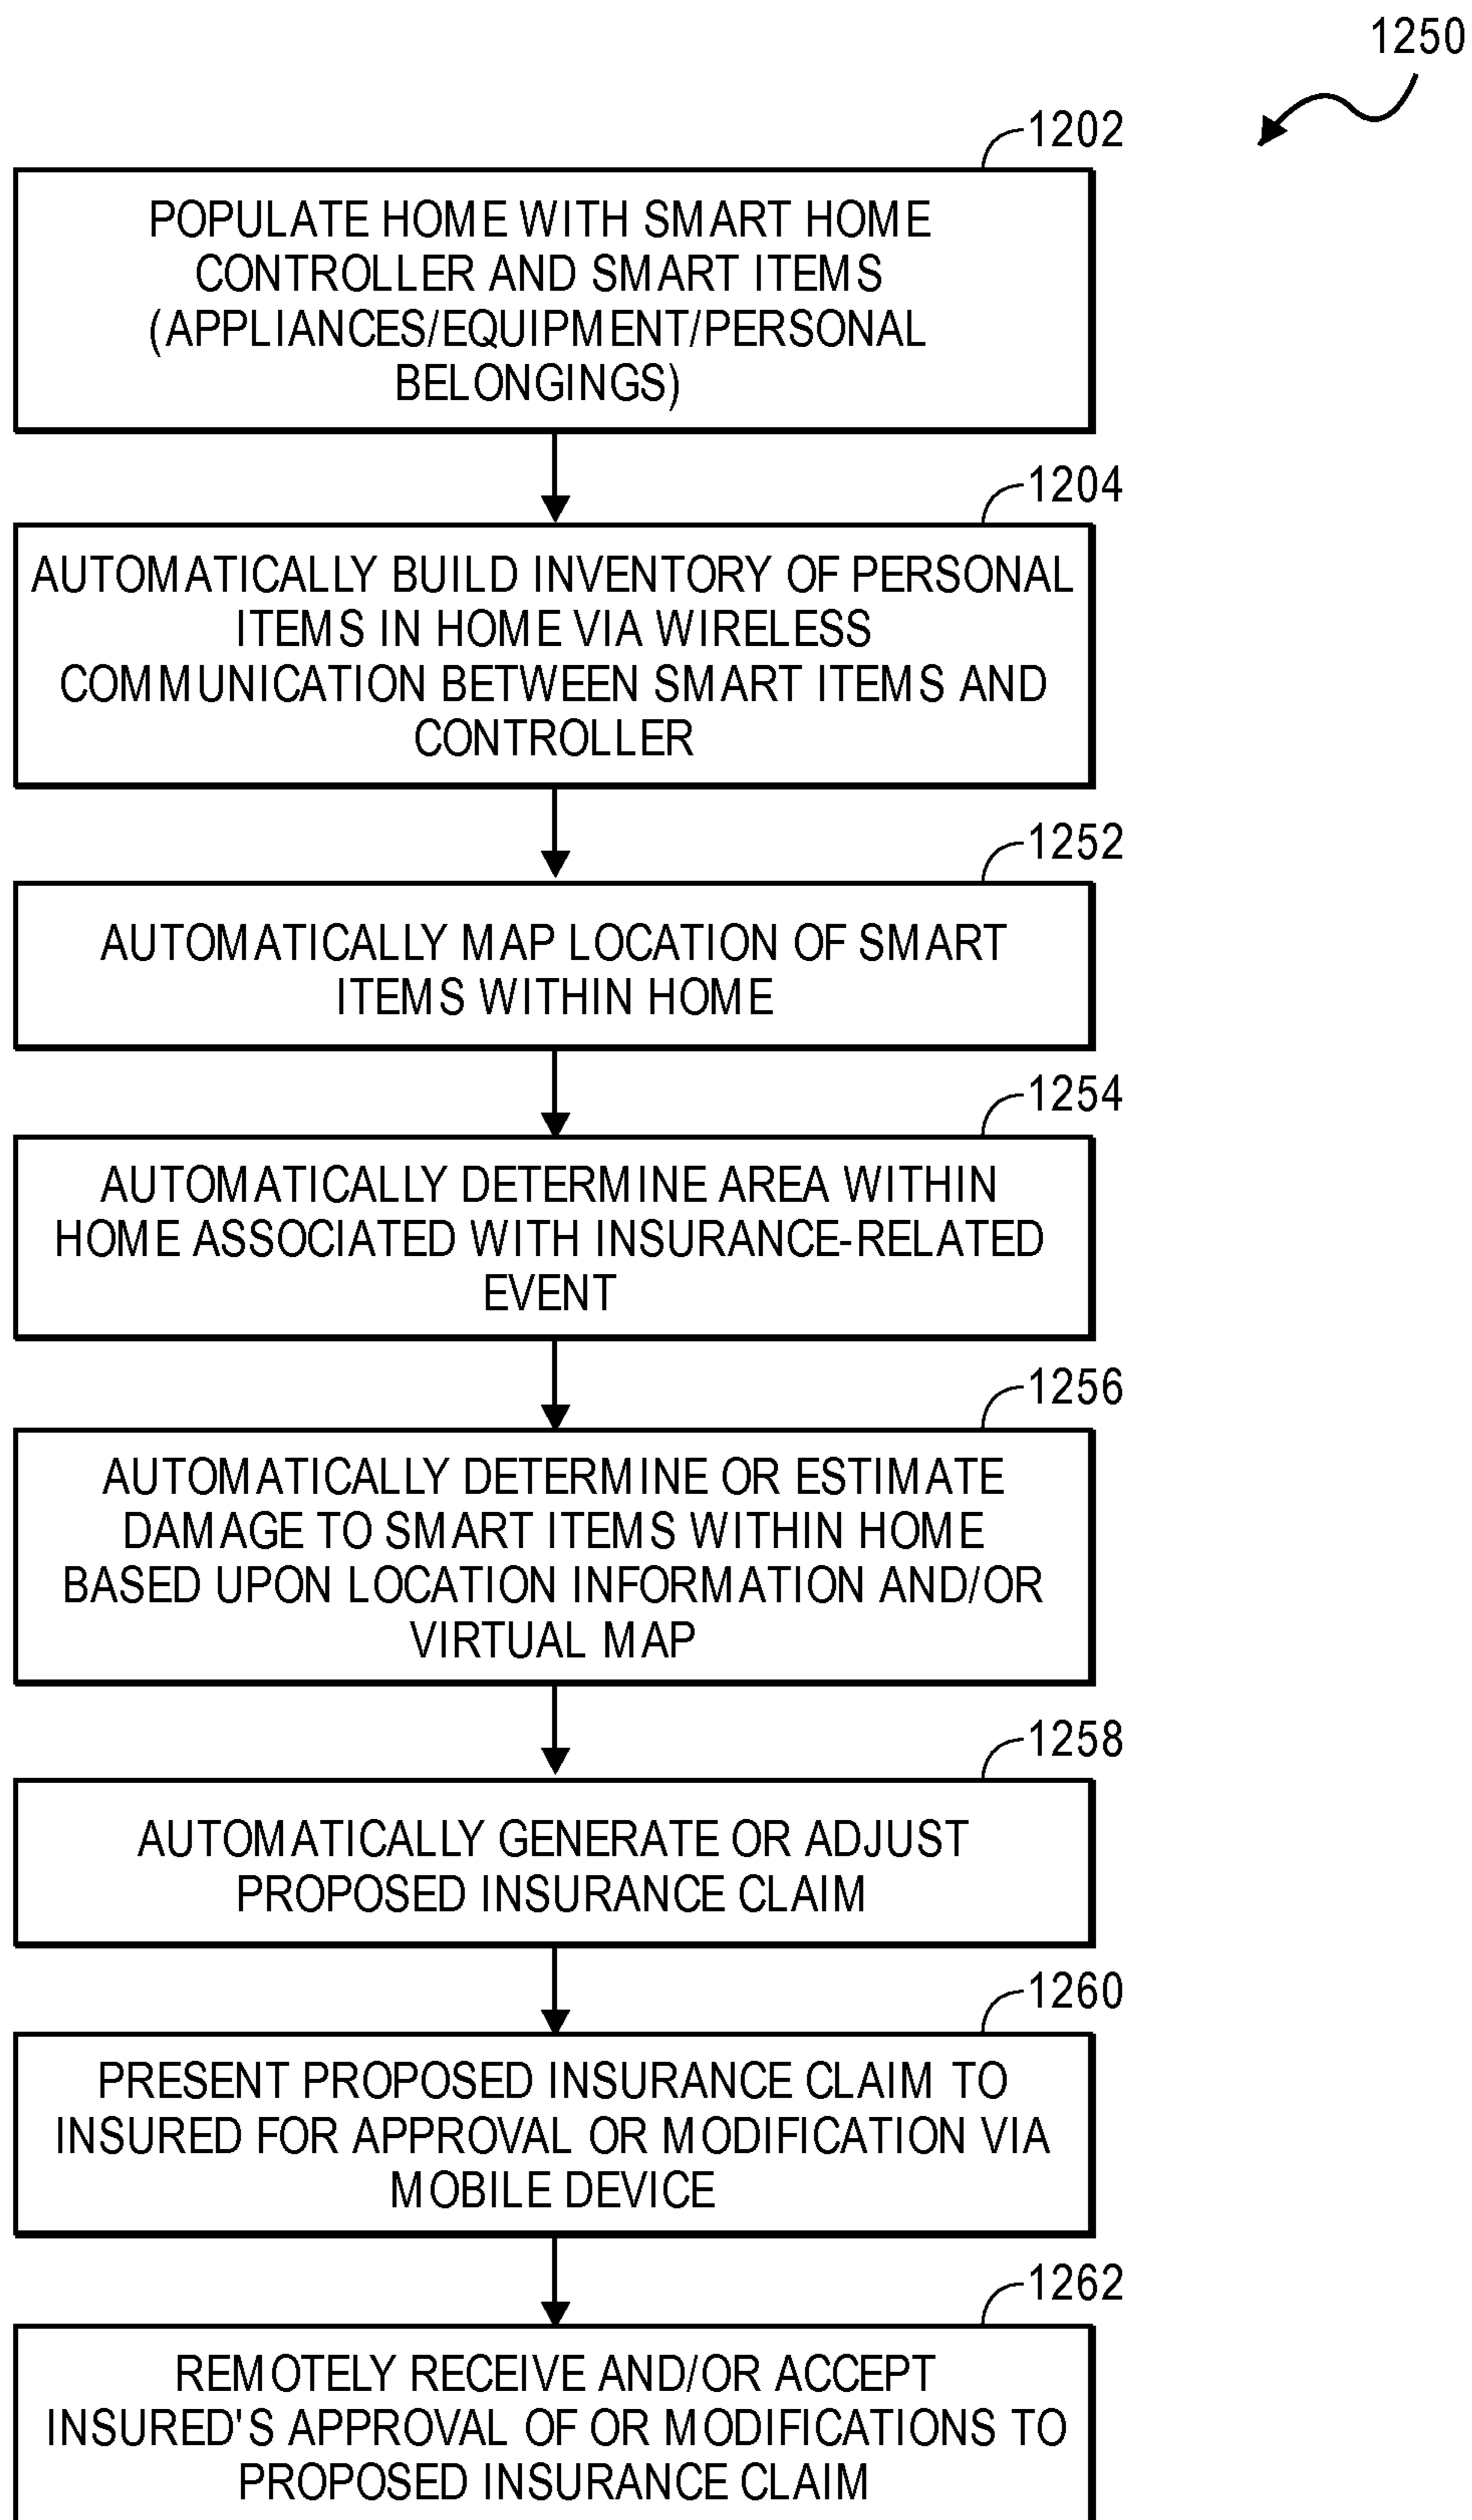 1250
1202
POPULATE HOME WITH SMART HOME
CONTROLLER AND SMART ITEMS
(APPLIANCES/EQUIPMENT/PERSONAL
BELONGINGS)
1204
AUTOMATICALLY BUILD INVENTORY OF PERSONAL
ITEMS IN HOME VIA WIRELESS
COMMUNICATION BETWEEN SMART ITEMS AND
CONTROLLER
1252
AUTOMATICALLY MAP LOCATION OF SMART
ITEMS WITHIN HOME
1254
AUTOMATICALLY DETERMINE AREA WITHIN
HOME ASSOCIATED WITH INSURANCE-RELATED
EVENT
1256
AUTOMATICALLY DETERMINE OR ESTIMATE
DAMAGE TO SMART ITEMS WITHIN HOME
BASED UPON LOCATION INFORMATION AND/OR
VIRTUAL MAP
1258
AUTOMATICALLY GENERATE OR ADJUST
PROPOSED INSURANCE CLAIM
1260
PRESENT PROPOSED INSURANCE CLAIM TO
INSURED FOR APPROVAL OR MODIFICATION VIA
MOBILE DEVICE
1262
REMOTELY RECEIVE AND/OR ACCEPT
INSURED'S APPROVAL OF OR MODIFICATIONS TO
PROPOSED INSURANCE CLAIM